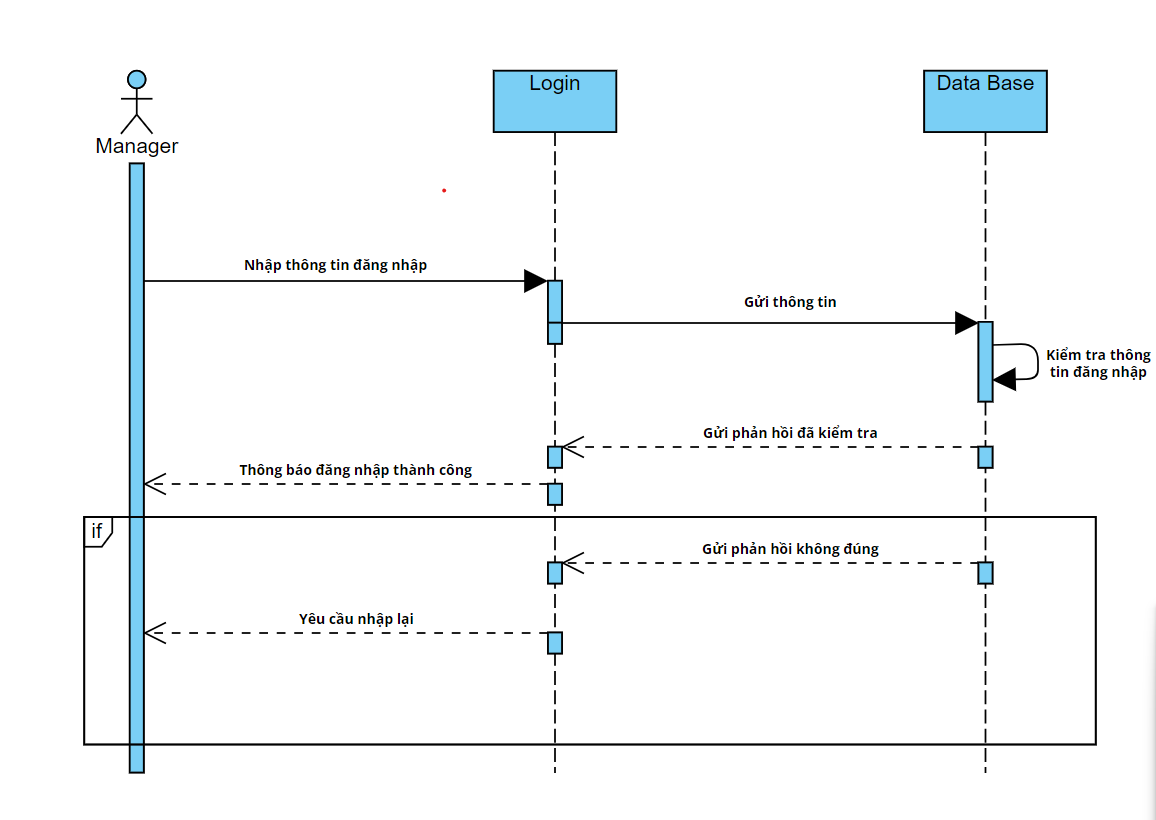 Login
Data Base
Manager
Nhập thông tin đăng nhập
Gửi thông tin
Kiểm tra thông
tin đăng nhập
Gửi phản hồi đã kiểm tra
Thông báo đăng nhập thành công
if
Gửi phản hồi không đúng
Yêu cầu nhập lại